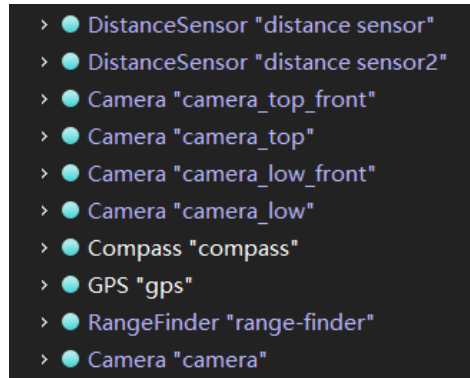 DistanceSensor "distance sensor"
DistanceSensor "distance sensor2"
Camera "camera_top_front"
Camera "camera_top"
Camera "camera_low_front"
Camera "camera_low"
Compass "compass"
GPS "gps"
RangeFinder "range-finder"
Camera "camera"